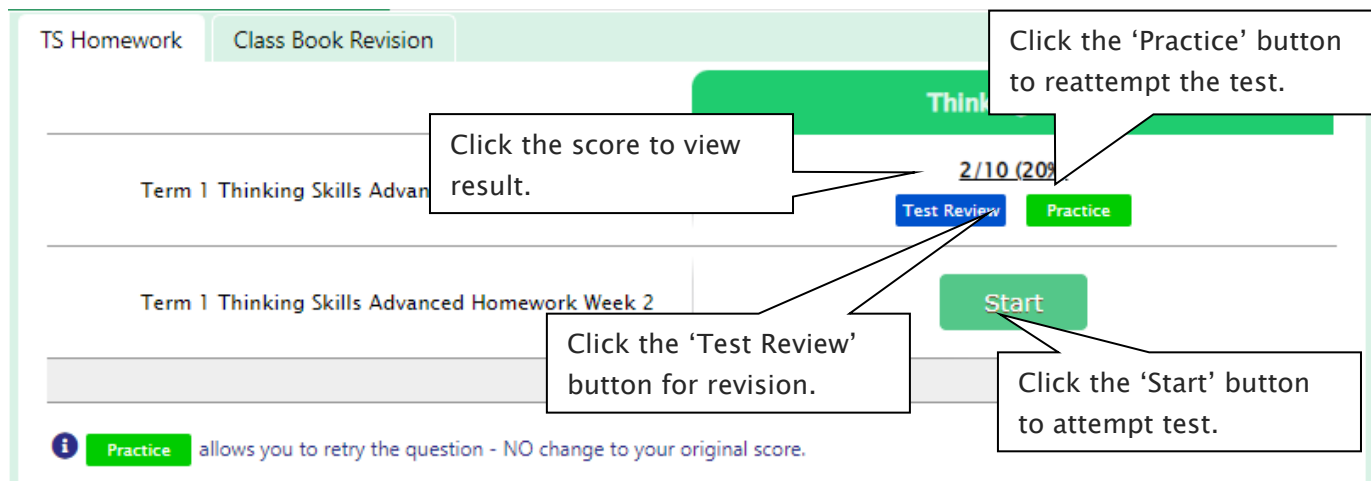 TS Homework
Class Book Revision
Click the ‘Practice’ button
to reattempt the test.
Click the score to view
result.
Term 1 Thinking Skills
2/10 (20%
Test Review
Practice
Term 1 Thinking Skills Advanced Homework Week 2
Start
Click the ‘Test Review’
button for revision.
Click the ‘Start’ button
to attempt test.
Practice allows you to retry the question - NO change to your original score.